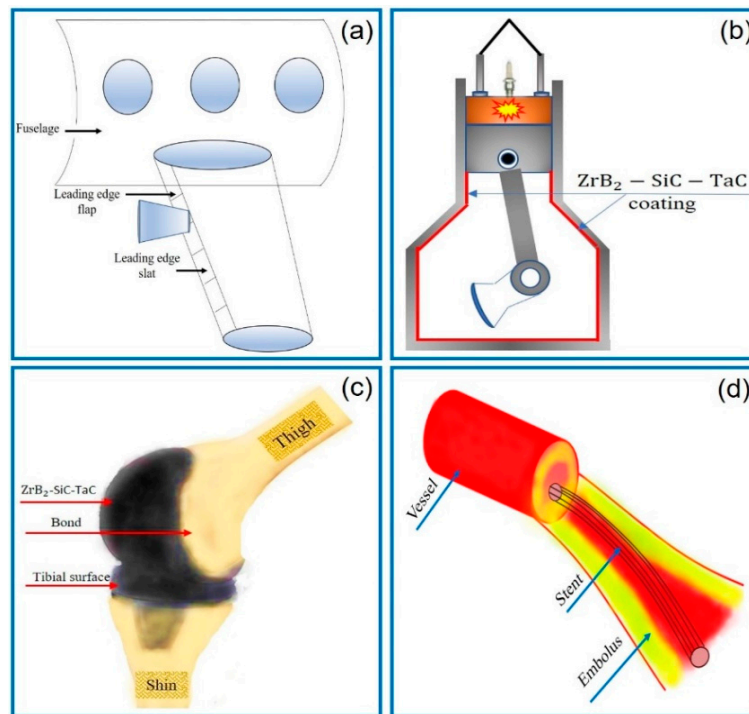 (a)
Fuselage
Leading edge
flap
Leading edge
slat
(b)
ZrB₂ – SiC – TaC
coating
(c)
Thigh
ZrB₂-SiC-TaC
Bond
Tibial surface
Shin
(d)
Vessel
Stent
Embolus